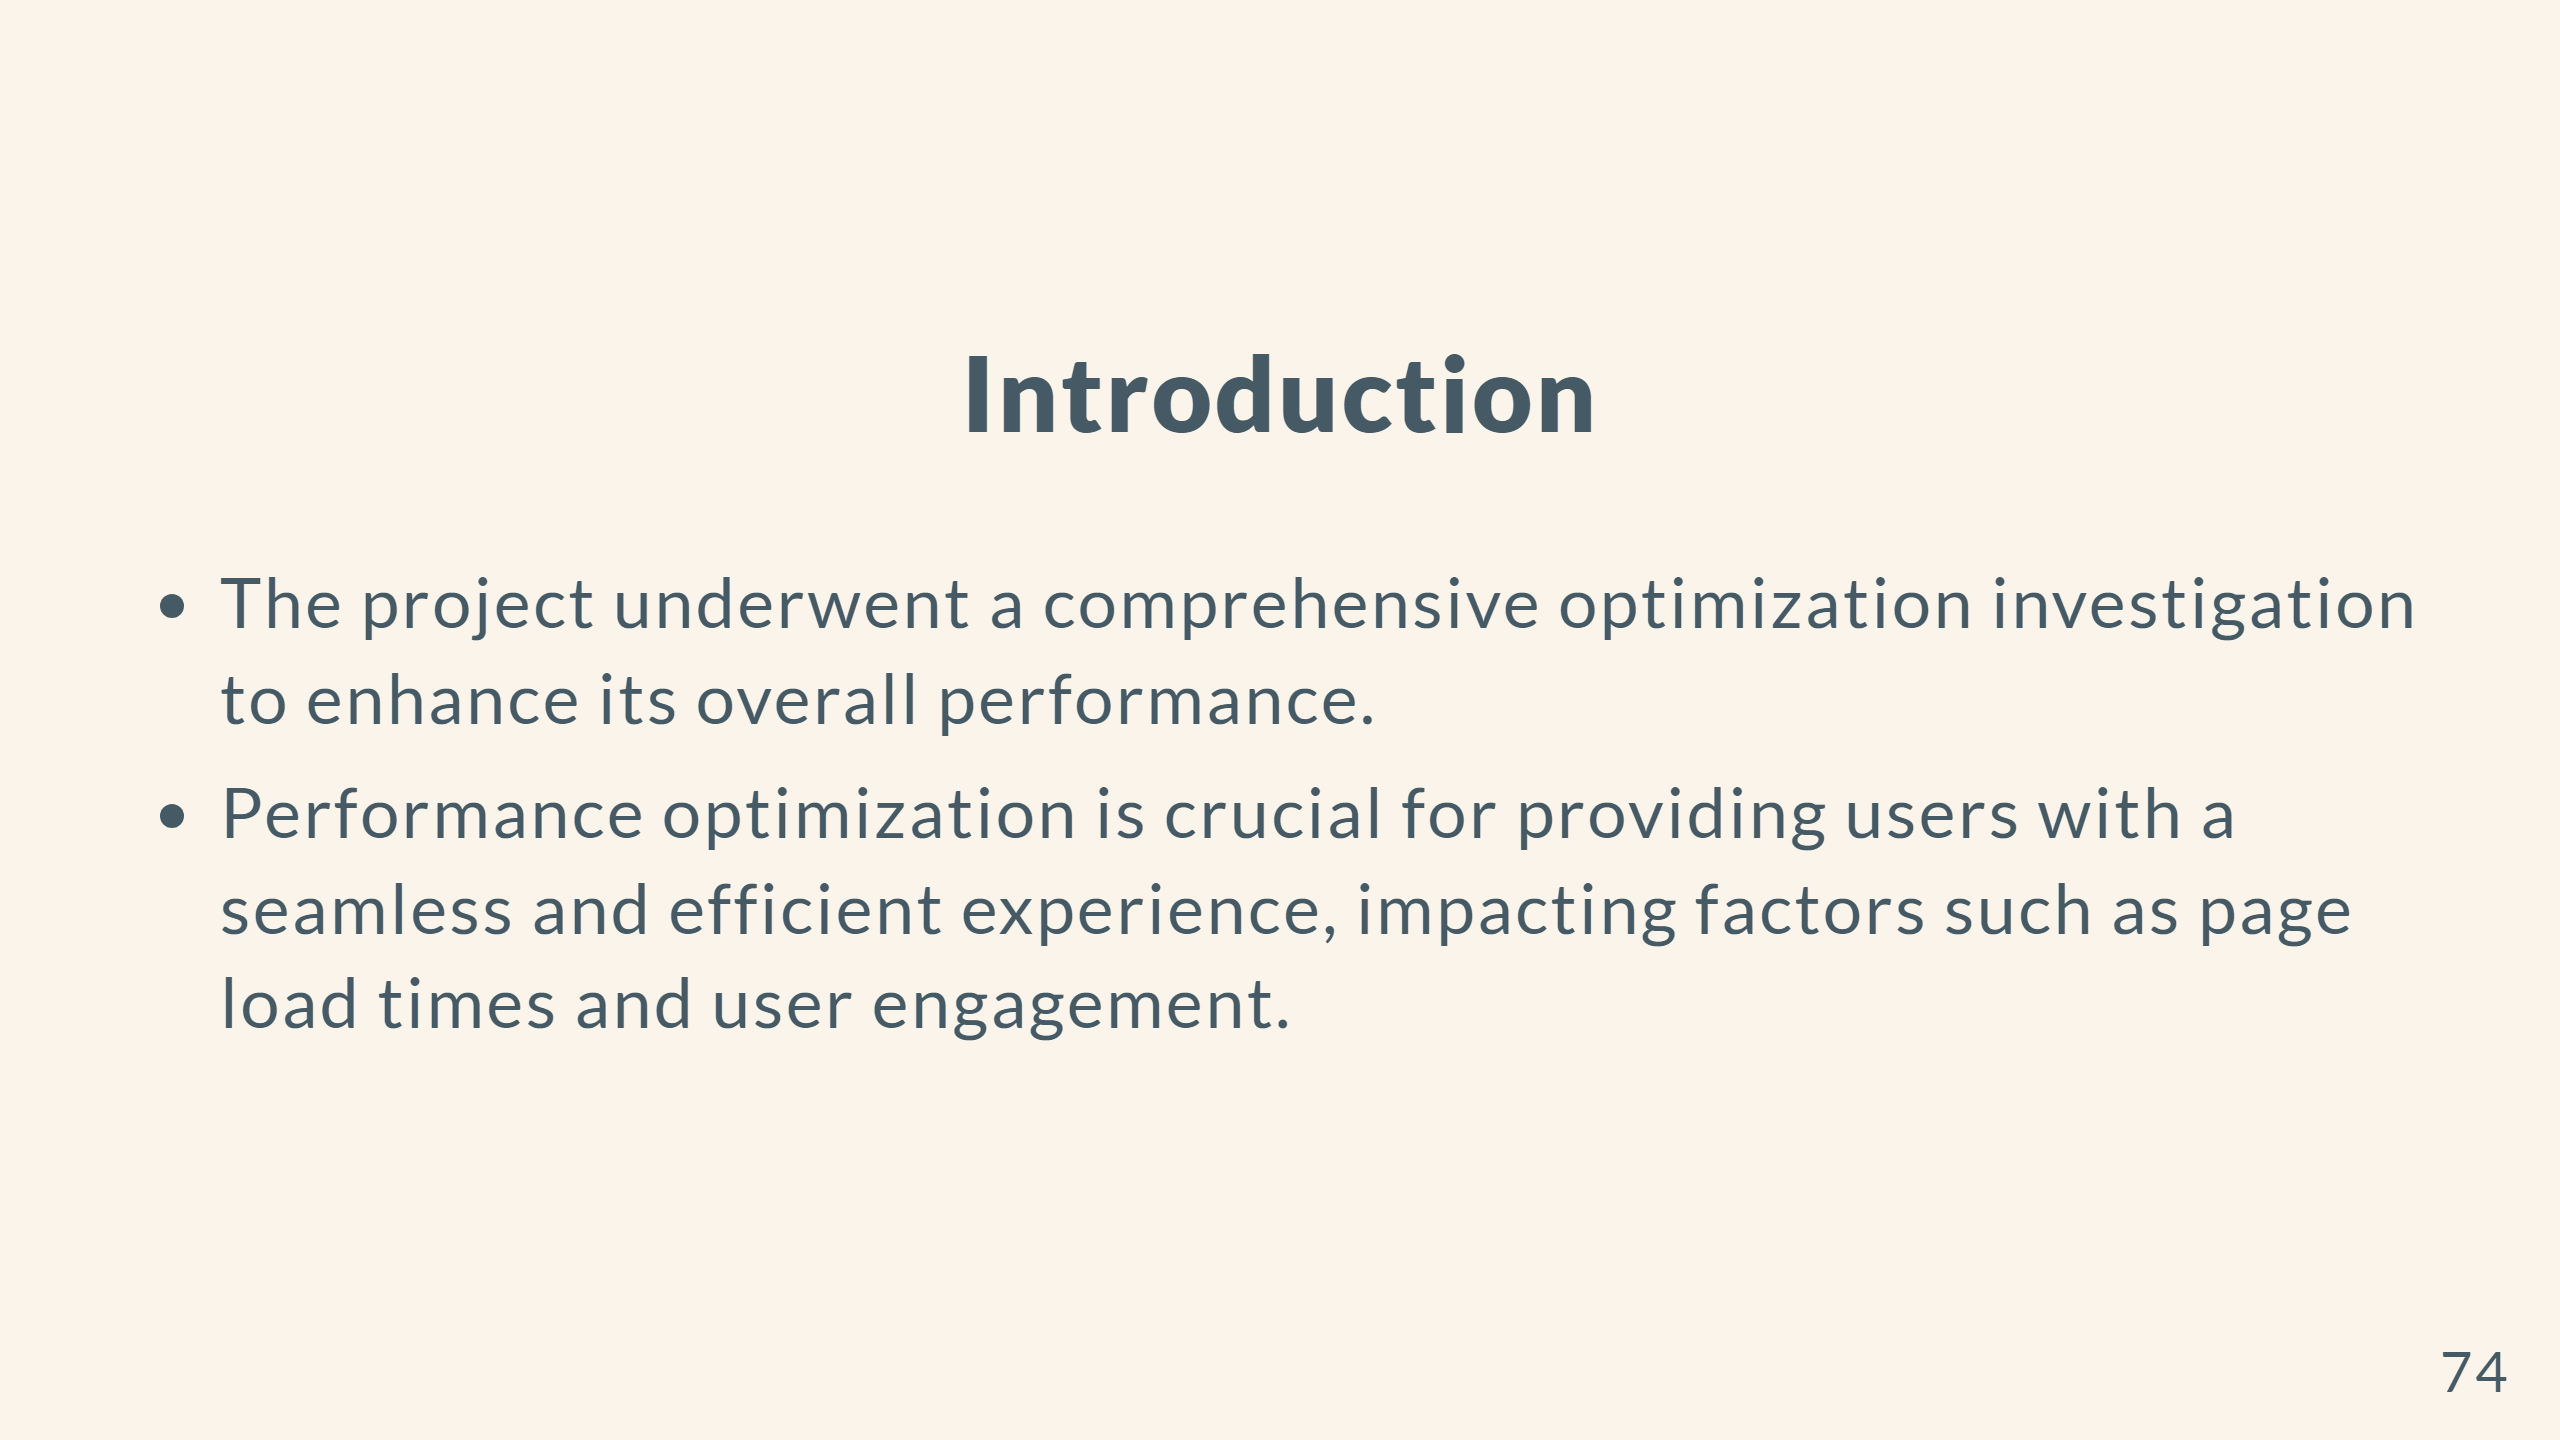 Introduction
• The project underwent a comprehensive optimization investigation
to enhance its overall performance.
• Performance optimization is crucial for providing users with a
seamless and efficient experience, impacting factors such as page
load times and user engagement.
74